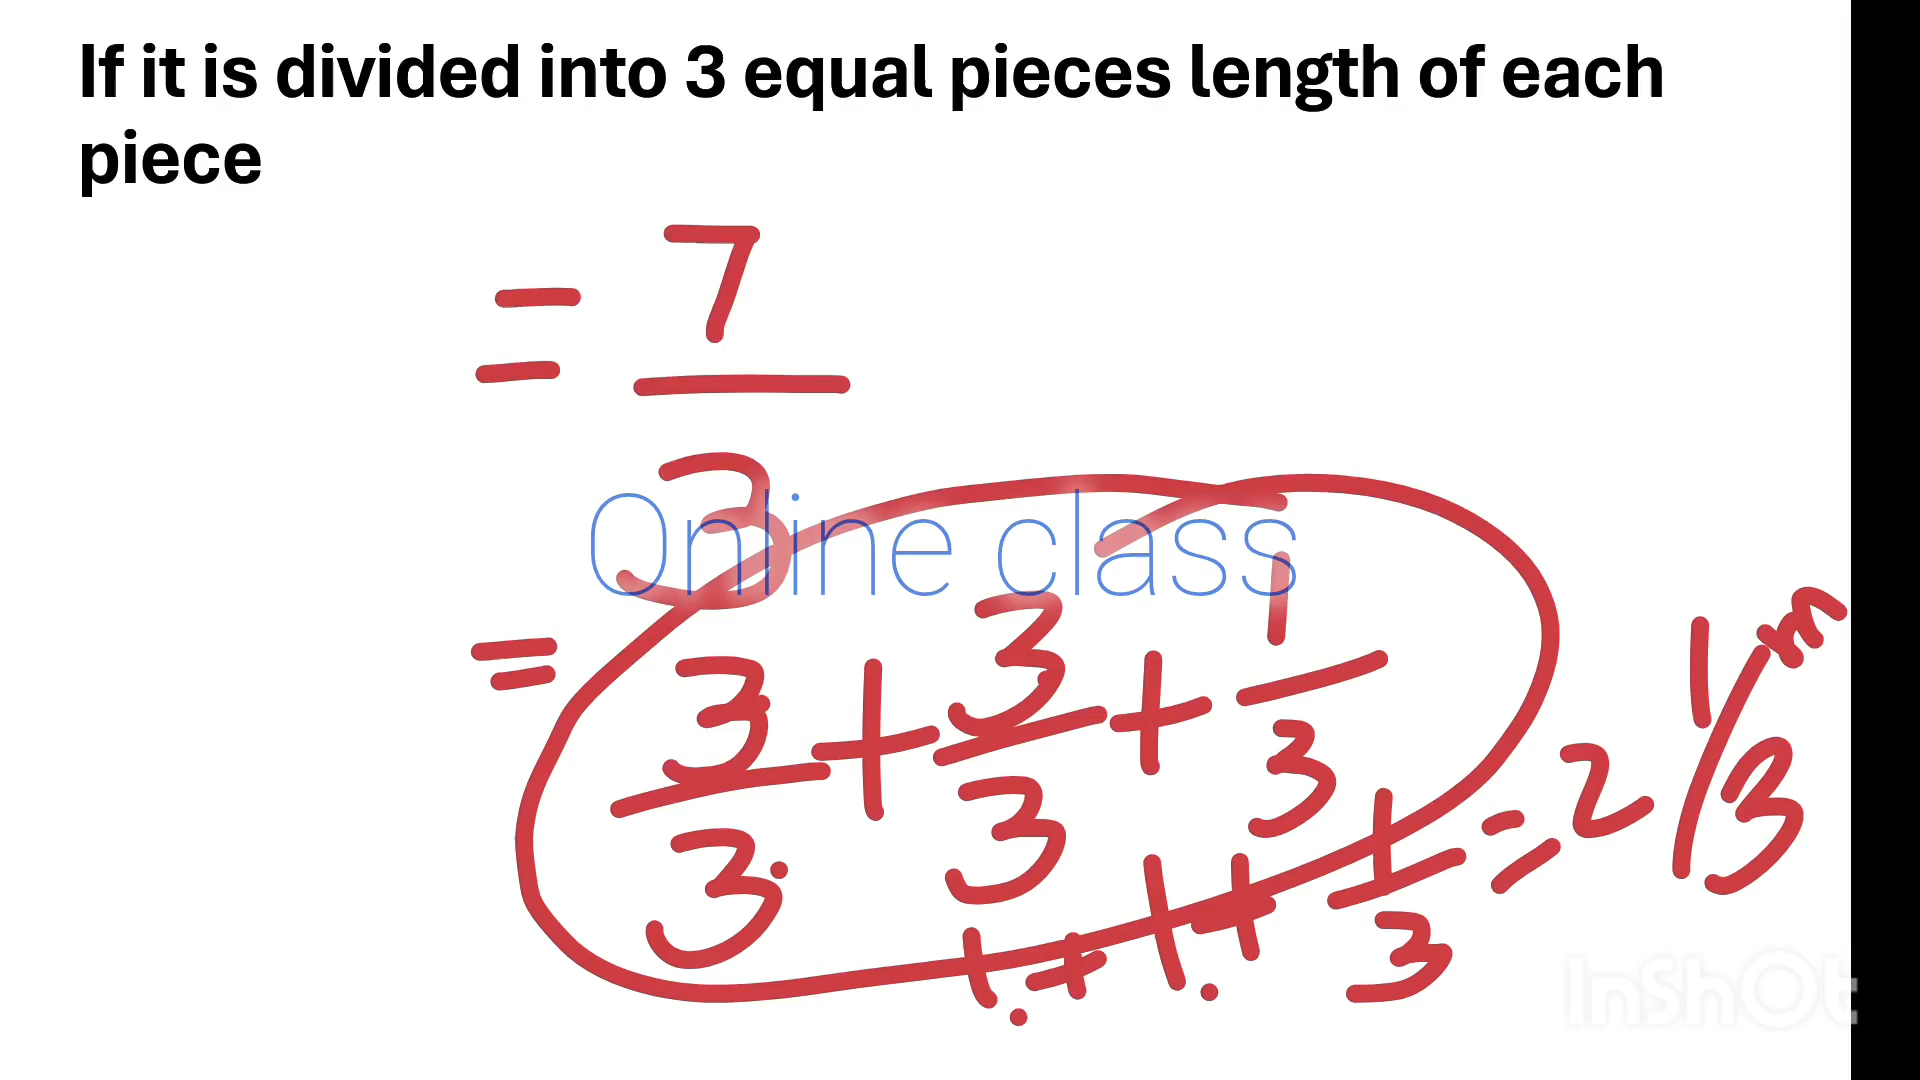 If it is divided into 3 equal pieces length of each
piece
= 7
= —
3
Online class
= 3/3 + 3/3 + 1/3
1 + 1 + 1/3 = 2 1/3 m
InShOt